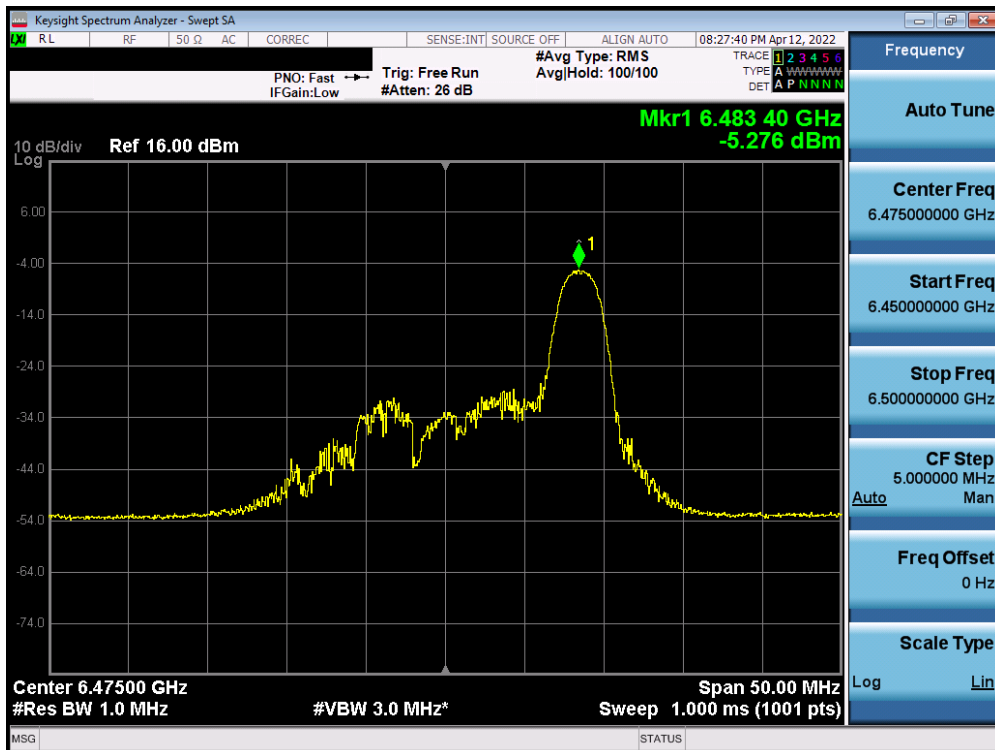 Keysight Spectrum Analyzer - Swept SA
LXI RL RF 50 Ω AC CORREC SENSE:INT SOURCE OFF ALIGN AUTO 08:27:40 PM Apr 12, 2022
#Avg Type: RMS TRACE 1 2 3 4 5 6
PNO: Fast Trig: Free Run Avg|Hold: 100/100 TYPE A WWWWW
IFGain:Low #Atten: 26 dB DET A P N N N N
Mkr1 6.483 40 GHz
-5.276 dBm
10 dB/div Ref 16.00 dBm
Log
1
6.00
-4.00
-14.0
-24.0
-34.0
-44.0
-54.0
-64.0
-74.0
Center 6.47500 GHz Span 50.00 MHz
#Res BW 1.0 MHz #VBW 3.0 MHz* Sweep 1.000 ms (1001 pts)
MSG STATUS
Frequency
Auto Tune
Center Freq
6.475000000 GHz
Start Freq
6.450000000 GHz
Stop Freq
6.500000000 GHz
CF Step
5.000000 MHz
Auto Man
Freq Offset
0 Hz
Scale Type
Log Lin